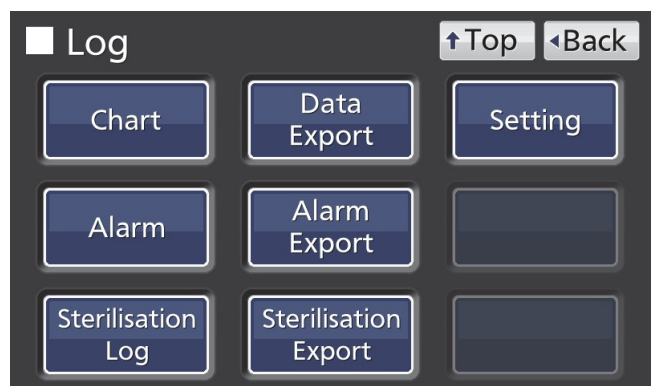 Log
↑Top
◂Back
Chart
Data
Export
Setting
Alarm
Alarm
Export
Sterilisation
Log
Sterilisation
Export